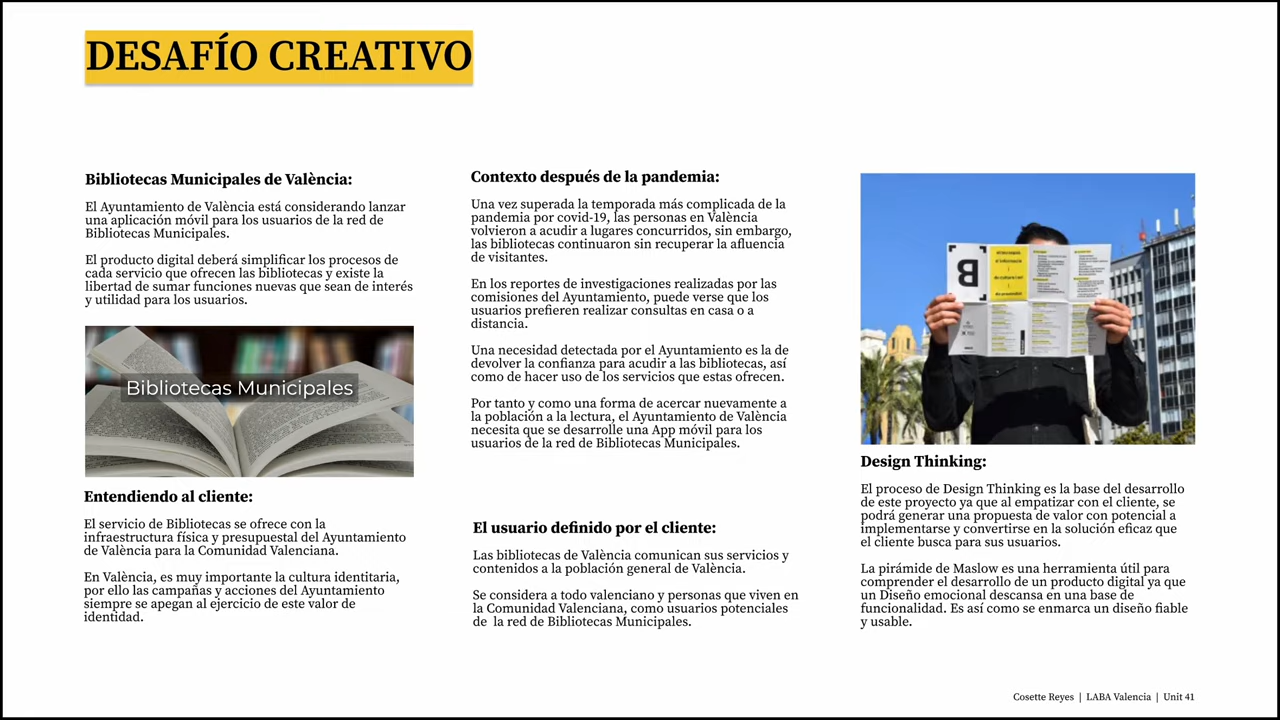 DESAFÍO CREATIVO
Bibliotecas Municipales de València:
El Ayuntamiento de València está considerando lanzar
una aplicación móvil para los usuarios de la red de
Bibliotecas Municipales.
El producto digital deberá simplificar los procesos de
cada servicio que ofrecen las bibliotecas y existe la
libertad de sumar funciones nuevas que sean de interés
y utilidad para los usuarios.
Bibliotecas Municipales
Entendiendo al cliente:
El servicio de Bibliotecas se ofrece con la
infraestructura física y presupuestal del Ayuntamiento
de València para la Comunidad Valenciana.
En València, es muy importante la cultura identitaria,
por ello las campañas y acciones del Ayuntamiento
siempre se apegan al ejercicio de este valor de
identidad.
Contexto después de la pandemia:
Una vez superada la temporada más complicada de la
pandemia por covid-19, las personas en València
volvieron a acudir a lugares concurridos, sin embargo,
las bibliotecas continuaron sin recuperar la afluencia
de visitantes.
En los reportes de investigaciones realizadas por las
comisiones del Ayuntamiento, puede verse que los
usuarios prefieren realizar consultas en casa o a
distancia.
Una necesidad detectada por el Ayuntamiento es la de
devolver la confianza para acudir a las bibliotecas, así
como de hacer uso de los servicios que estas ofrecen.
Por tanto y como una forma de acercar nuevamente a
la población a la lectura, el Ayuntamiento de València
necesita que se desarrolle una App móvil para los
usuarios de la red de Bibliotecas Municipales.
El usuario definido por el cliente:
Las bibliotecas de València comunican sus servicios y
contenidos a la población general de València.
Se considera a todo valenciano y personas que viven en
la Comunidad Valenciana, como usuarios potenciales
de la red de Bibliotecas Municipales.
B
Design Thinking:
El proceso de Design Thinking es la base del desarrollo
de este proyecto ya que al empatizar con el cliente, se
podrá generar una propuesta de valor con potencial a
implementarse y convertirse en la solución eficaz que
el cliente busca para sus usuarios.
La pirámide de Maslow es una herramienta útil para
comprender el desarrollo de un producto digital ya que
un Diseño emocional descansa en una base de
funcionalidad. Es así como se enmarca un diseño fiable
y usable.
Cosette Reyes | LABA Valencia | Unit 41